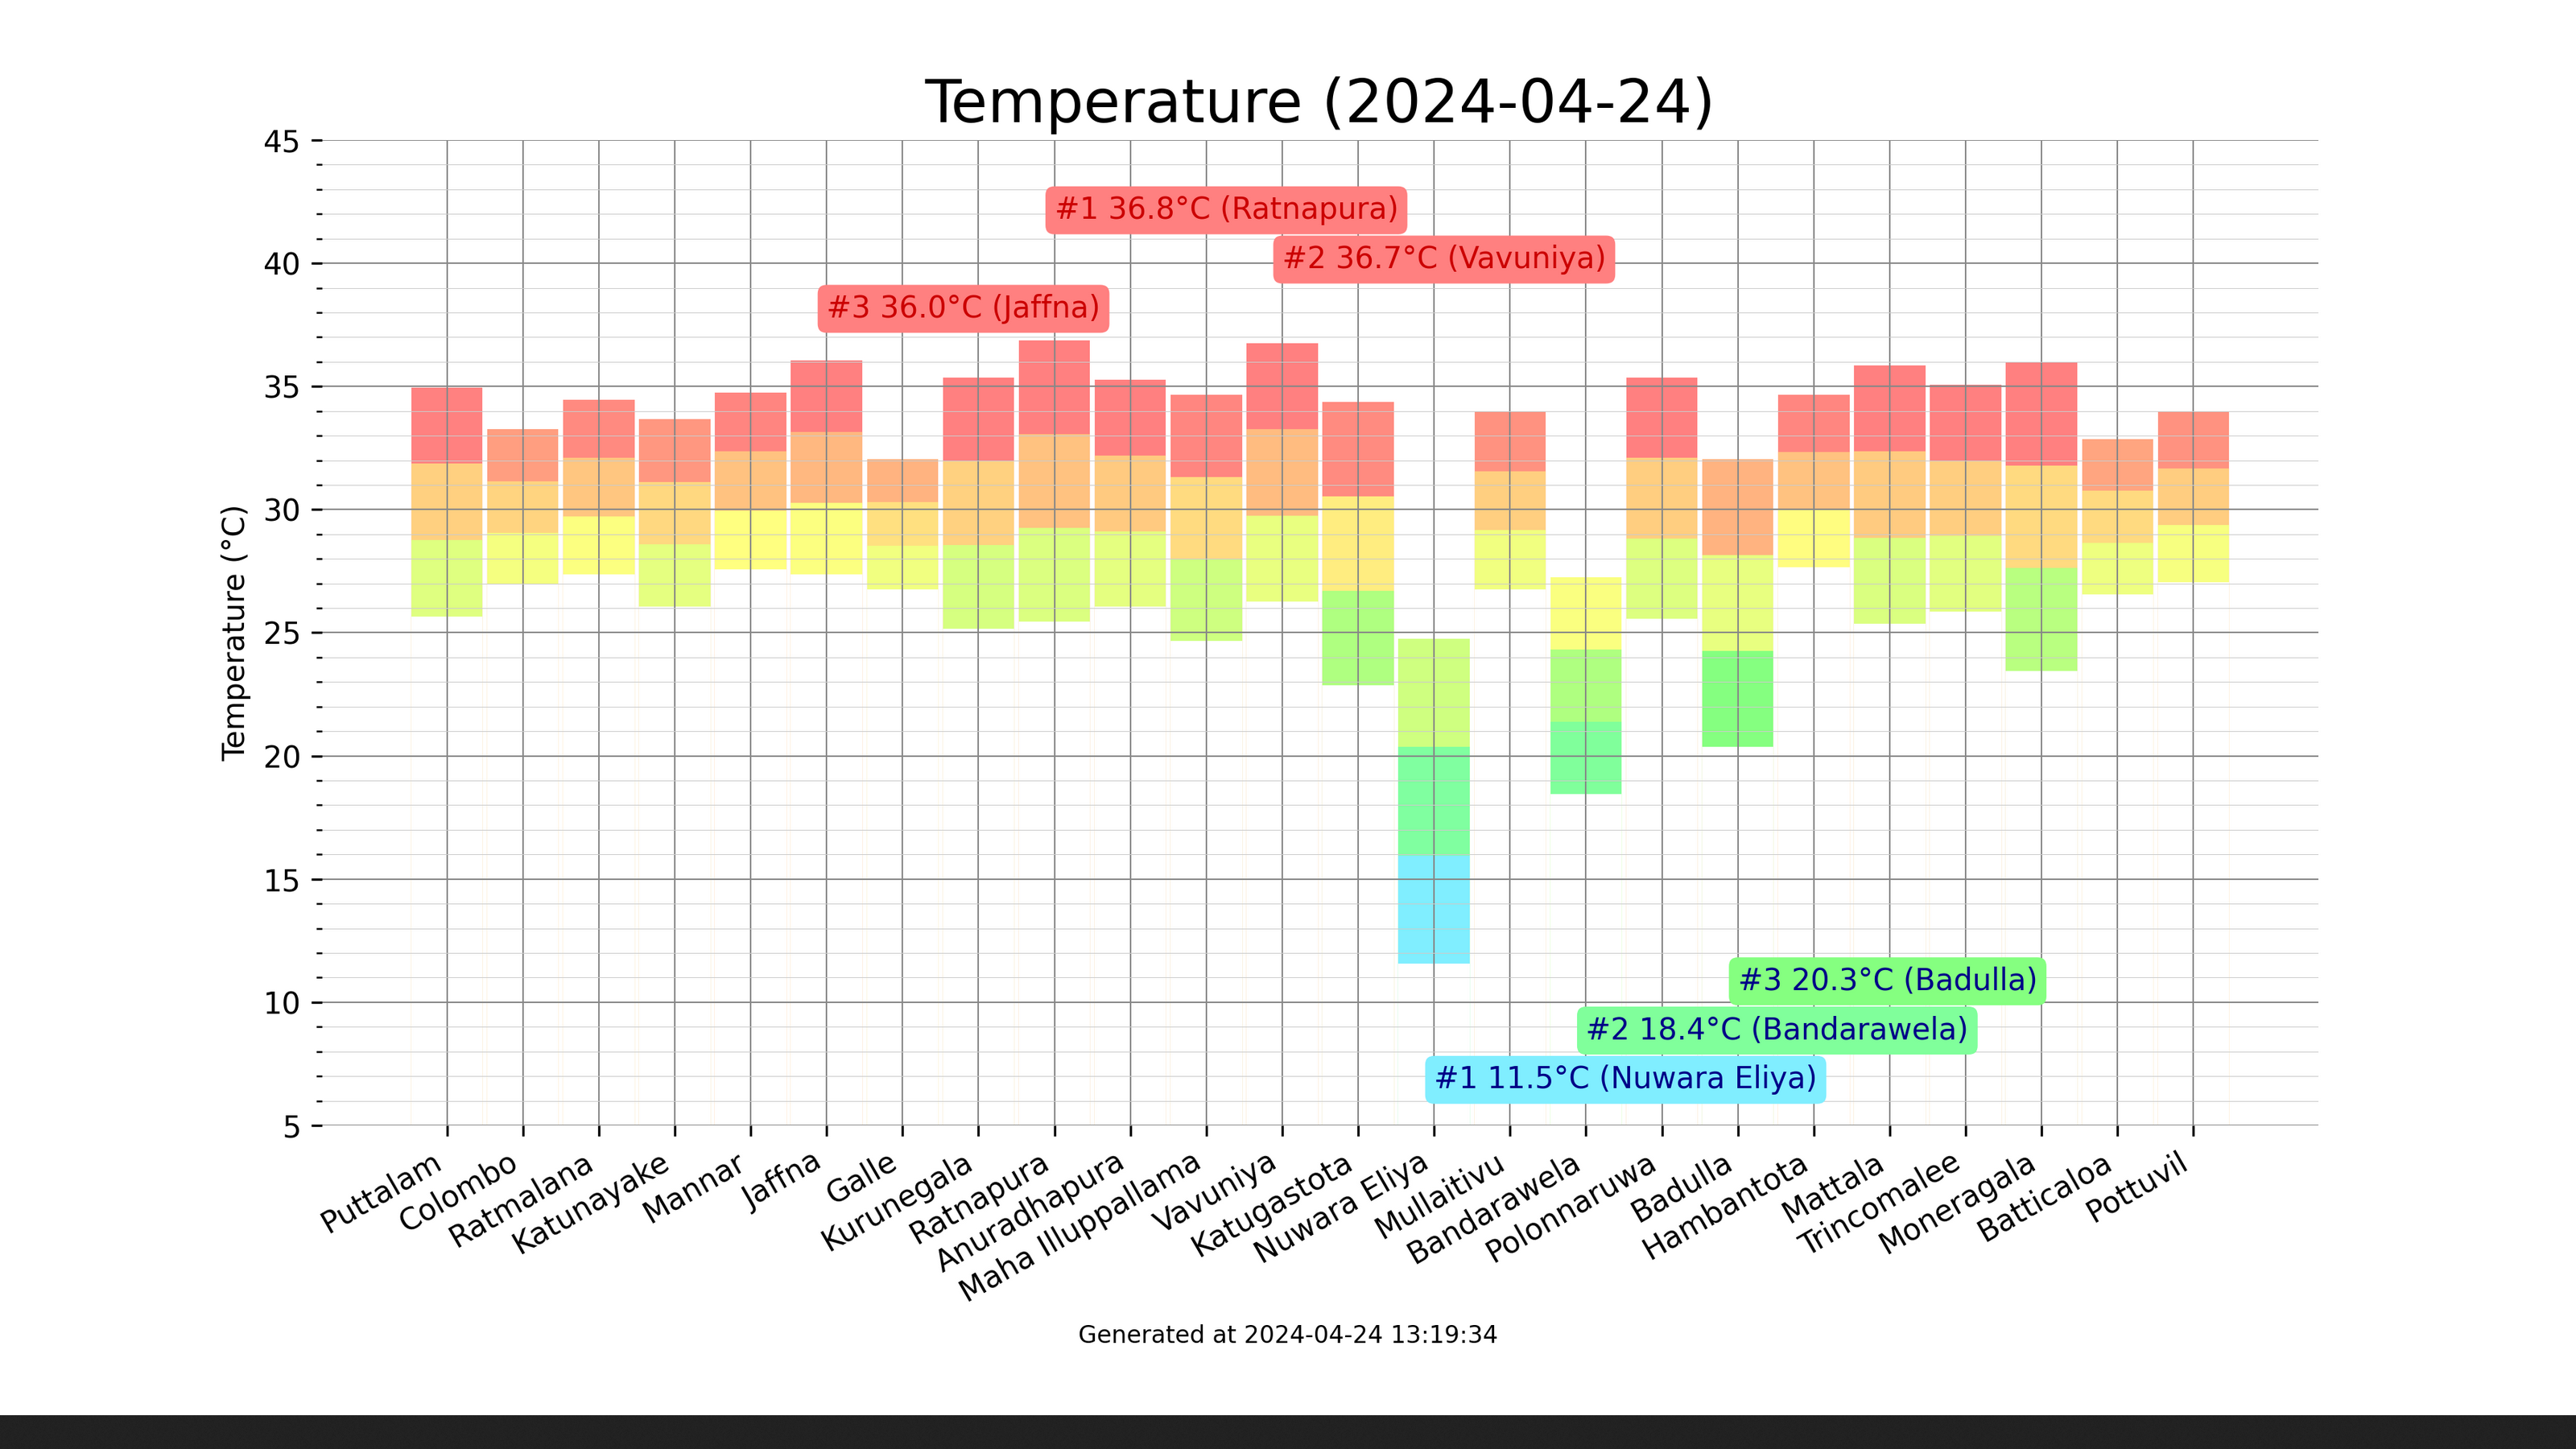 Temperature (2024-04-24)
Temperature (°C)
45
40
35
30
25
20
15
10
5
#1 36.8°C (Ratnapura)
#2 36.7°C (Vavuniya)
#3 36.0°C (Jaffna)
#3 20.3°C (Badulla)
#2 18.4°C (Bandarawela)
#1 11.5°C (Nuwara Eliya)
Puttalam
Colombo
Ratmalana
Katunayake
Mannar
Jaffna
Galle
Kurunegala
Ratnapura
Anuradhapura
Maha Illuppallama
Vavuniya
Katugastota
Nuwara Eliya
Mullaitivu
Bandarawela
Polonnaruwa
Badulla
Hambantota
Mattala
Trincomalee
Moneragala
Batticaloa
Pottuvil
Generated at 2024-04-24 13:19:34